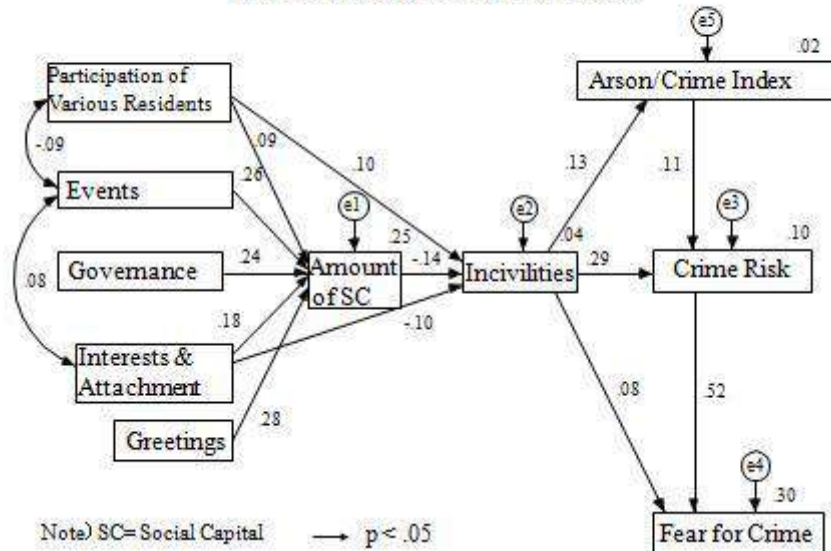 e5
.02
Participation of
Various Residents
Arson/Crime Index
-.09
.09
.10
.13
.11
Events
.26
e1
e2
e3
.25
.04
.10
Governance
.24
Amount
of SC
-.14
Incivilities
.29
Crime Risk
.08
.18
-.10
Interests &
Attachment
.08
.52
Greetings
.28
e4
.30
Note) SC= Social Capital
p < .05
Fear for Crime